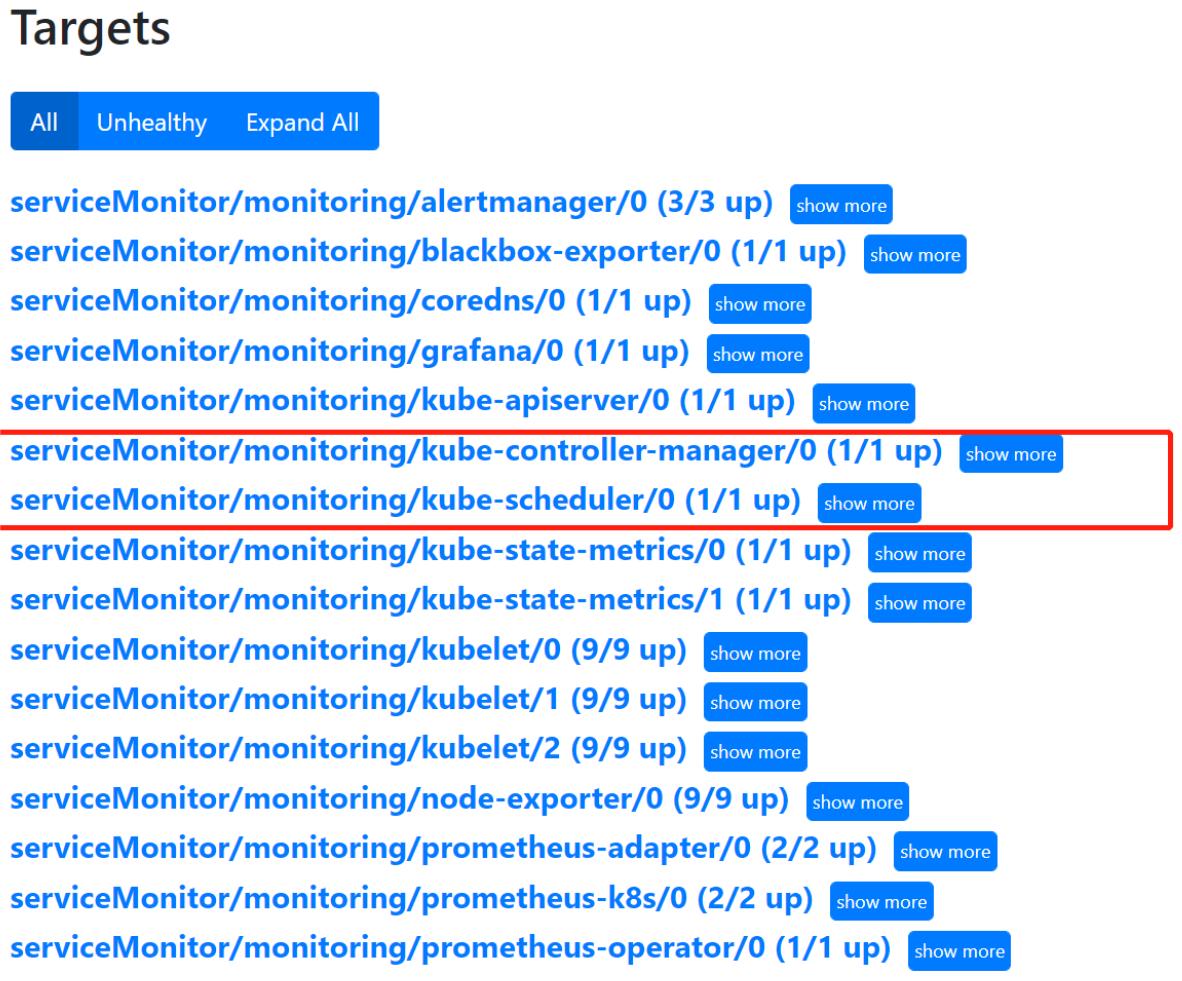 Targets
All Unhealthy Expand All
serviceMonitor/monitoring/alertmanager/0 (3/3 up) show more
serviceMonitor/monitoring/blackbox-exporter/0 (1/1 up) show more
serviceMonitor/monitoring/coredns/0 (1/1 up) show more
serviceMonitor/monitoring/grafana/0 (1/1 up) show more
serviceMonitor/monitoring/kube-apiserver/0 (1/1 up) show more
serviceMonitor/monitoring/kube-controller-manager/0 (1/1 up) show more
serviceMonitor/monitoring/kube-scheduler/0 (1/1 up) show more
serviceMonitor/monitoring/kube-state-metrics/0 (1/1 up) show more
serviceMonitor/monitoring/kube-state-metrics/1 (1/1 up) show more
serviceMonitor/monitoring/kubelet/0 (9/9 up) show more
serviceMonitor/monitoring/kubelet/1 (9/9 up) show more
serviceMonitor/monitoring/kubelet/2 (9/9 up) show more
serviceMonitor/monitoring/node-exporter/0 (9/9 up) show more
serviceMonitor/monitoring/prometheus-adapter/0 (2/2 up) show more
serviceMonitor/monitoring/prometheus-k8s/0 (2/2 up) show more
serviceMonitor/monitoring/prometheus-operator/0 (1/1 up) show more